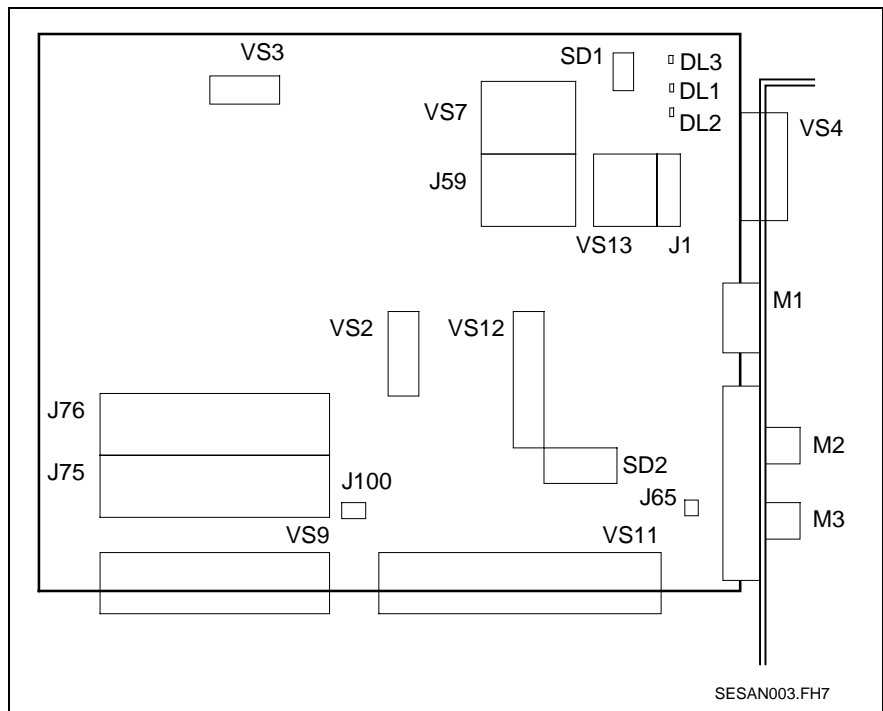 VS3
SD1
DL3
DL1
VS7
DL2
VS4
J59
VS13
J1
M1
VS2
VS12
J76
J75
J100
SD2
J65
M2
M3
VS9
VS11
SESAN003.FH7